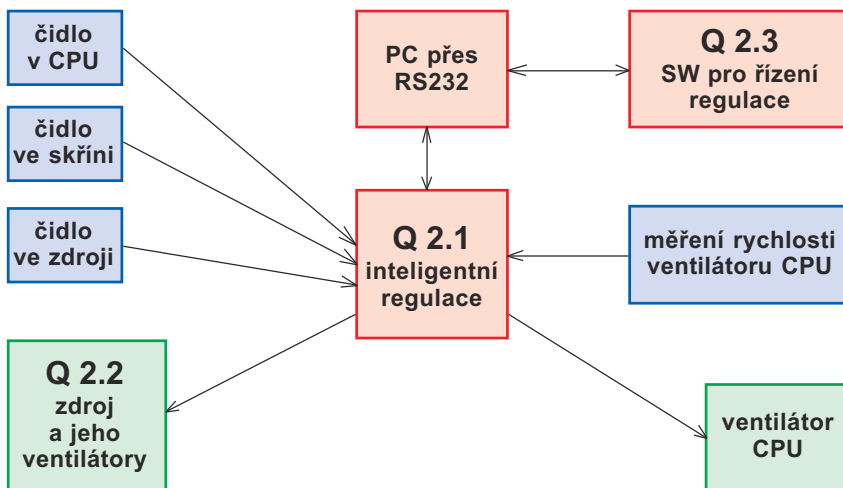 čidlo
v CPU
čidlo
ve skříni
čidlo
ve zdroji
PC přes
RS232
Q 2.3
SW pro řízení
regulace
Q 2.1
inteligentní
regulace
měření rychlosti
ventilátoru CPU
Q 2.2
zdroj
a jeho
ventilátory
ventilátor
CPU